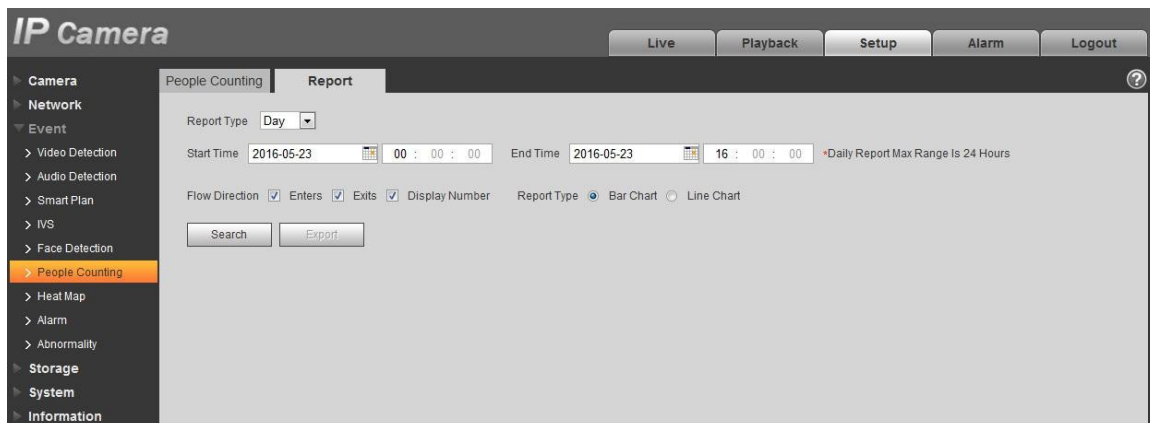 IP Camera
Live Playback Setup Alarm Logout
Camera
Network
Event
Video Detection
Audio Detection
Smart Plan
IVS
Face Detection
People Counting
Heat Map
Alarm
Abnormality
Storage
System
Information
People Counting Report ?
Report Type Day
Start Time 2016-05-23 00 : 00 : 00 End Time 2016-05-23 16 : 00 : 00 *Daily Report Max Range Is 24 Hours
Flow Direction Enters Exits Display Number Report Type Bar Chart Line Chart
Search Export